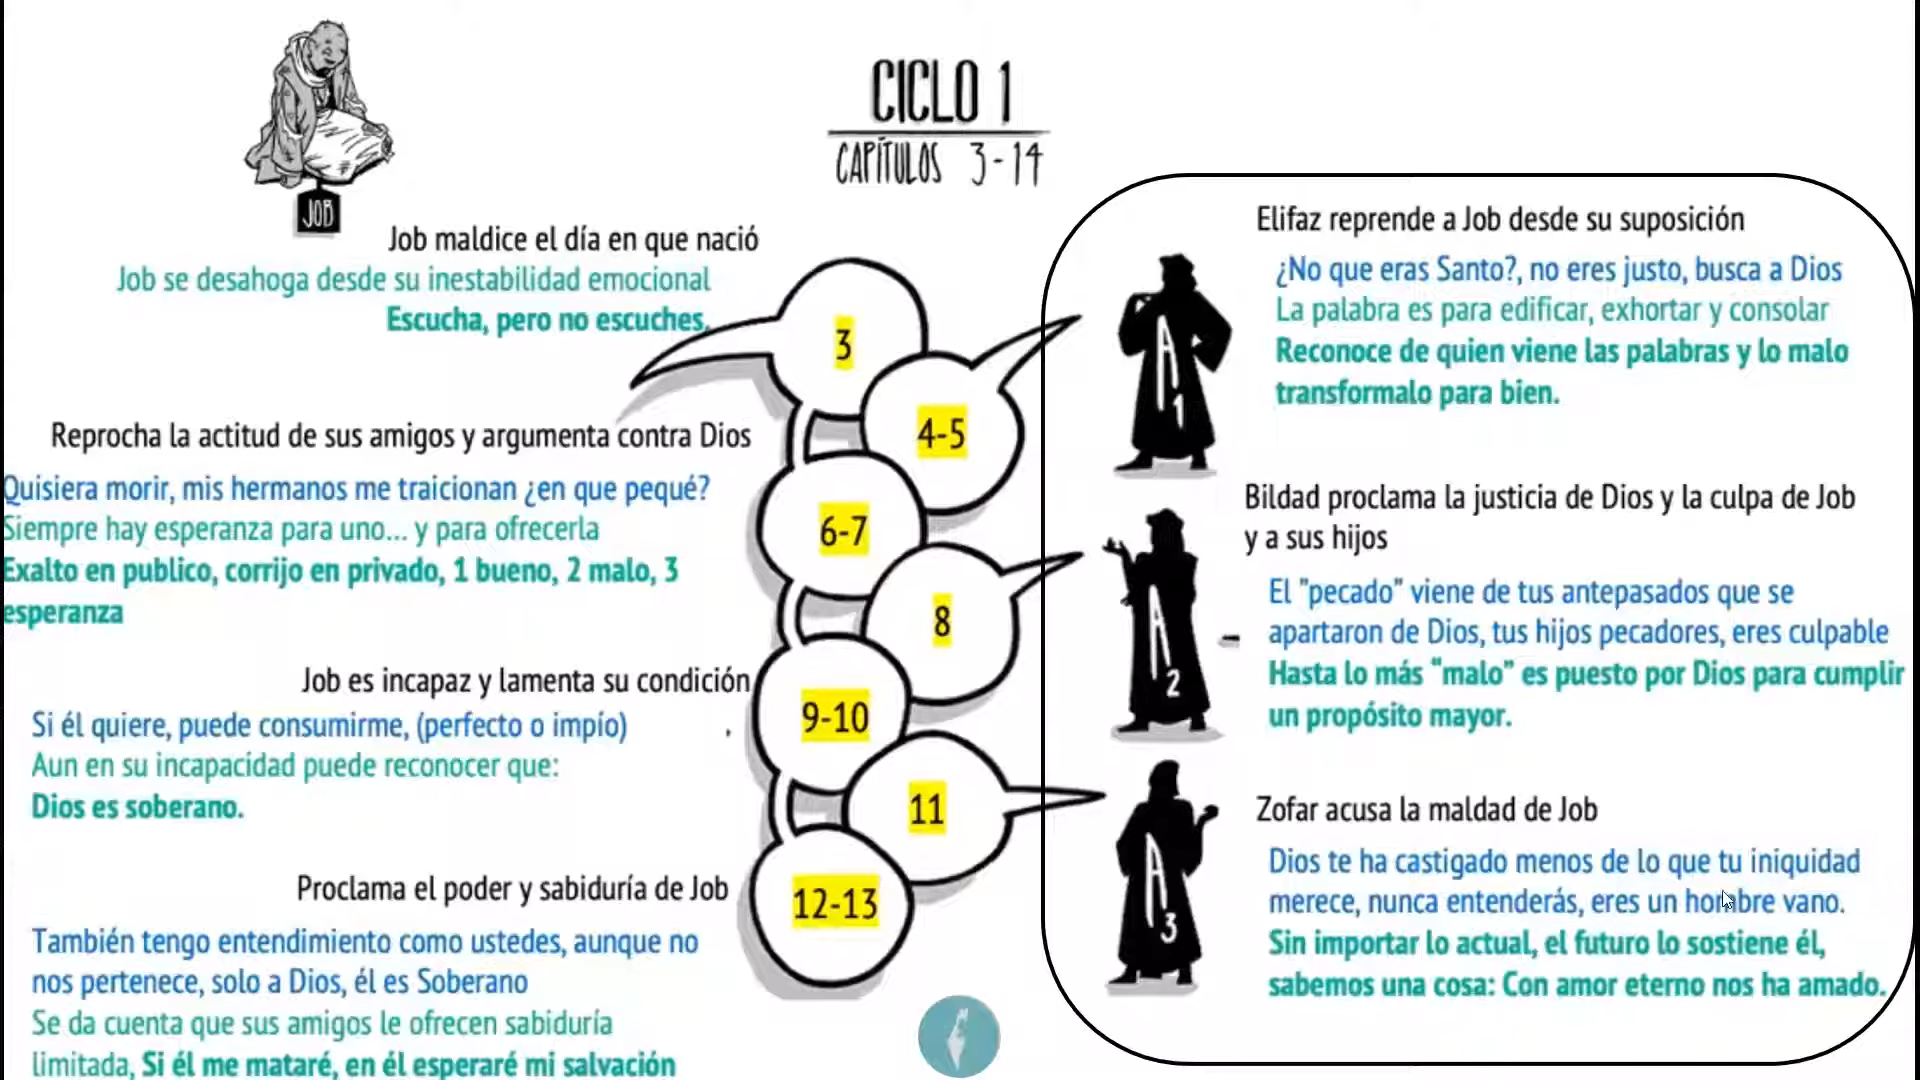 CICLO 1
CAPÍTULOS 3-14
JOB
Job maldice el día en que nació
Job se desahoga desde su inestabilidad emocional
Escucha, pero no escuches.
3
Elifaz reprende a Job desde su suposición
¿No que eras Santo?, no eres justo, busca a Dios
La palabra es para edificar, exhortar y consolar
Reconoce de quien viene las palabras y lo malo
transformalo para bien.
A
1
4-5
Reprocha la actitud de sus amigos y argumenta contra Dios
Quisiera morir, mis hermanos me traicionan ¿en que pequé?
Siempre hay esperanza para uno... y para ofrecerla
Exalto en publico, corrijo en privado, 1 bueno, 2 malo, 3
esperanza
6-7
Bildad proclama la justicia de Dios y la culpa de Job
y a sus hijos
El "pecado" viene de tus antepasados que se
apartaron de Dios, tus hijos pecadores, eres culpable
Hasta lo más “malo” es puesto por Dios para cumplir
un propósito mayor.
A
2
8
Job es incapaz y lamenta su condición
Si él quiere, puede consumirme, (perfecto o impío)
Aun en su incapacidad puede reconocer que:
Dios es soberano.
9-10
Zofar acusa la maldad de Job
Dios te ha castigado menos de lo que tu iniquidad
merece, nunca entenderás, eres un hombre vano.
Sin importar lo actual, el futuro lo sostiene él,
sabemos una cosa: Con amor eterno nos ha amado.
A
3
11
Proclama el poder y sabiduría de Job
También tengo entendimiento como ustedes, aunque no
nos pertenece, solo a Dios, él es Soberano
Se da cuenta que sus amigos le ofrecen sabiduría
limitada, Si él me mataré, en él esperaré mi salvación
12-13